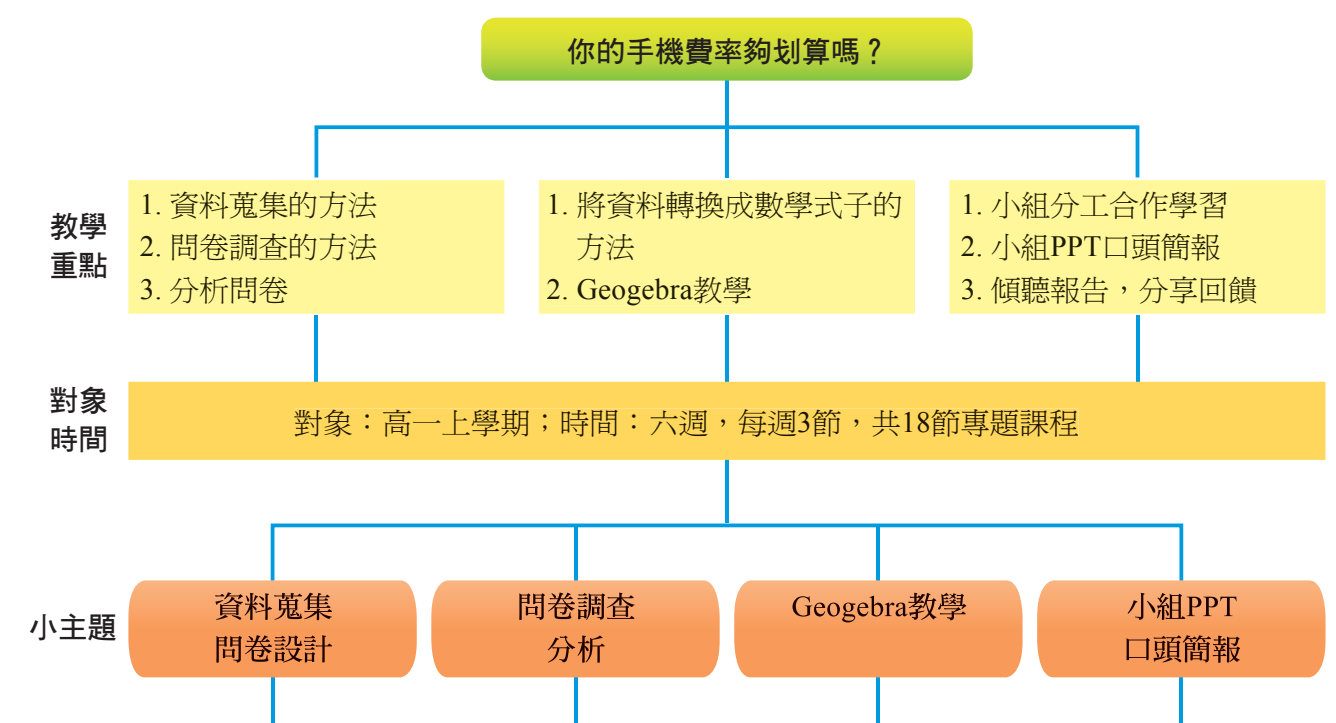 你的手機費率夠划算嗎？
教學
重點
1. 資料蒐集的方法
2. 問卷調查的方法
3. 分析問卷
1. 將資料轉換成數學式子的
方法
2. Geogebra教學
1. 小組分工合作學習
2. 小組PPT口頭簡報
3. 傾聽報告，分享回饋
對象
時間
對象：高一上學期；時間：六週，每週3節，共18節專題課程
小主題
資料蒐集
問卷設計
問卷調查
分析
Geogebra教學
小組PPT
口頭簡報